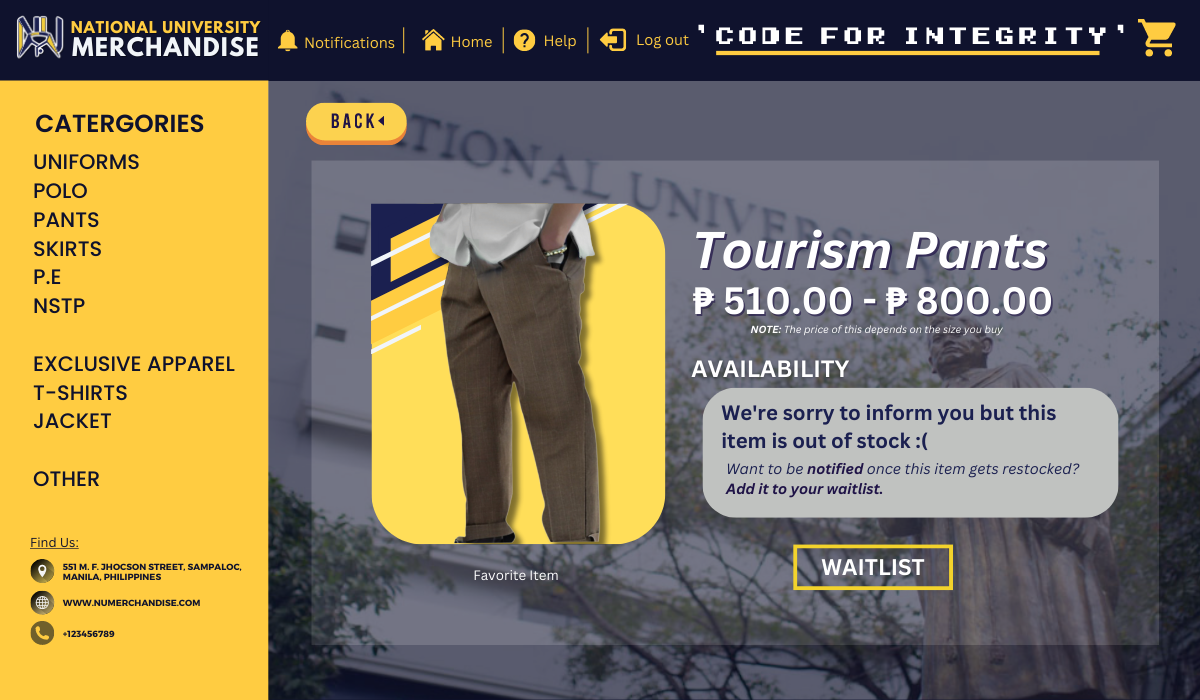 NATIONAL UNIVERSITY
MERCHANDISE
Notifications
Home
? Help
Log out
' CODE FOR INTEGRITY '
CATERGORIES
UNIFORMS
POLO
PANTS
SKIRTS
P.E
NSTP
EXCLUSIVE APPAREL
T-SHIRTS
JACKET
OTHER
Find Us:
551 M. F. JHOCSON STREET, SAMPALOC,
MANILA, PHILIPPINES
WWW.NUMERCHANDISE.COM
+123456789
BACK
NATIONAL UNIVERS
Tourism Pants
₱ 510.00 - ₱ 800.00
NOTE: The price of this depends on the size you buy
AVAILABILITY
We're sorry to inform you but this
item is out of stock :(
Want to be notified once this item gets restocked?
Add it to your waitlist.
Favorite Item
WAITLIST